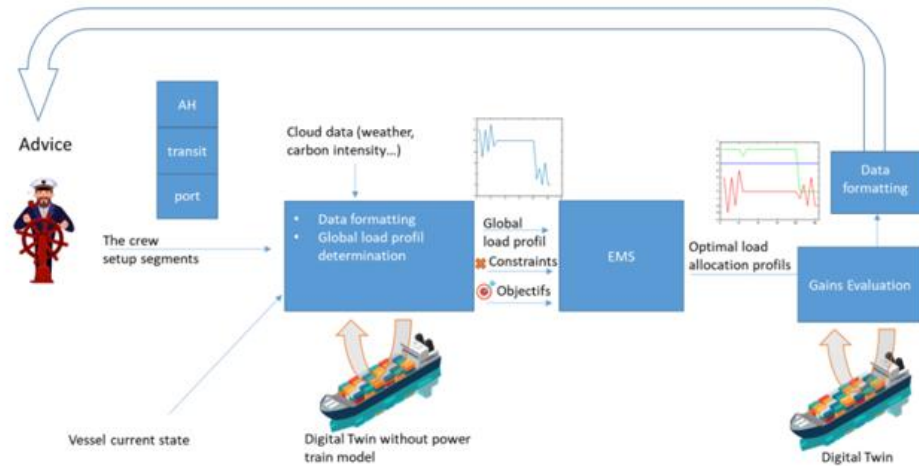 Advice
AH
transit
port
Cloud data (weather,
carbon intensity...)
The crew
setup segments
• Data formatting
• Global load profil
determination
Global
load profil
Constraints
Objectifs
EMS
Optimal load
allocation profils
Data
formatting
Gains Evaluation
Vessel current state
Digital Twin without power
train model
Digital Twin